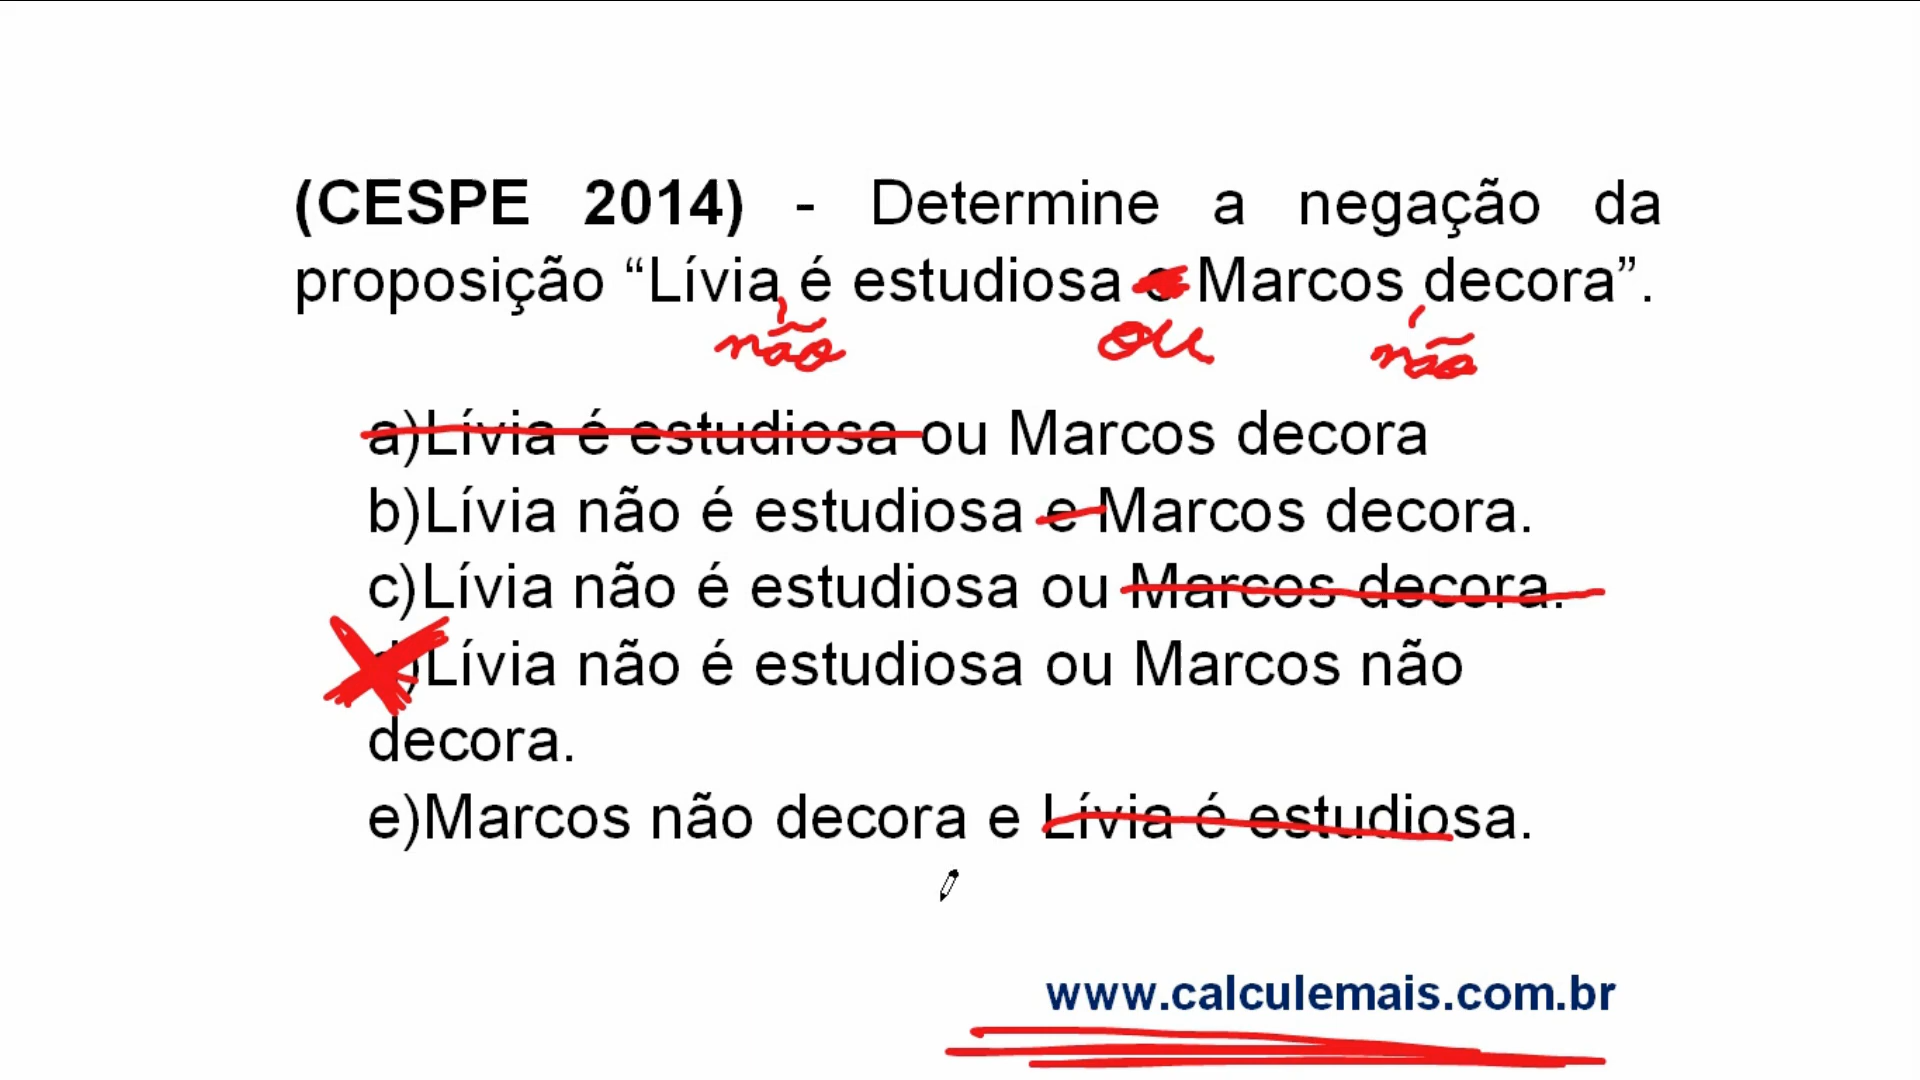 (CESPE 2014) - Determine a negação da
proposição “Lívia é estudiosa e Marcos decora”.
não ou não
a)Lívia é estudiosa ou Marcos decora
b)Lívia não é estudiosa e Marcos decora.
c)Lívia não é estudiosa ou Marcos decora.
d)Lívia não é estudiosa ou Marcos não
decora.
e)Marcos não decora e Lívia é estudiosa.
www.calculemais.com.br